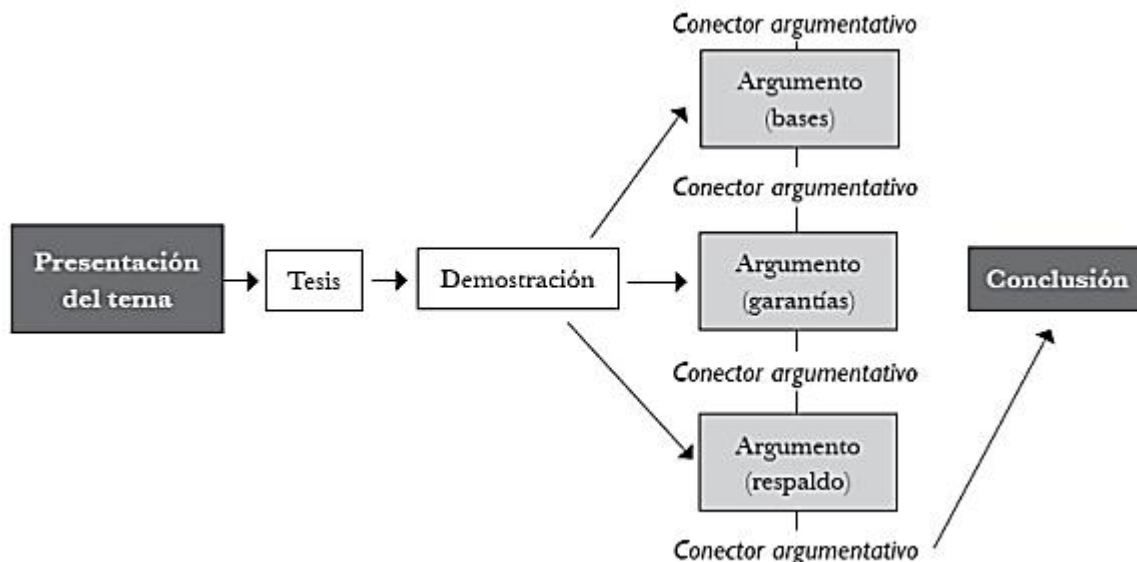 Conector argumentativo
Argumento
(bases)
Conector argumentativo
Presentación
del tema
Tesis
Demostración
Argumento
(garantías)
Conclusión
Conector argumentativo
Argumento
(respaldo)
Conector argumentativo